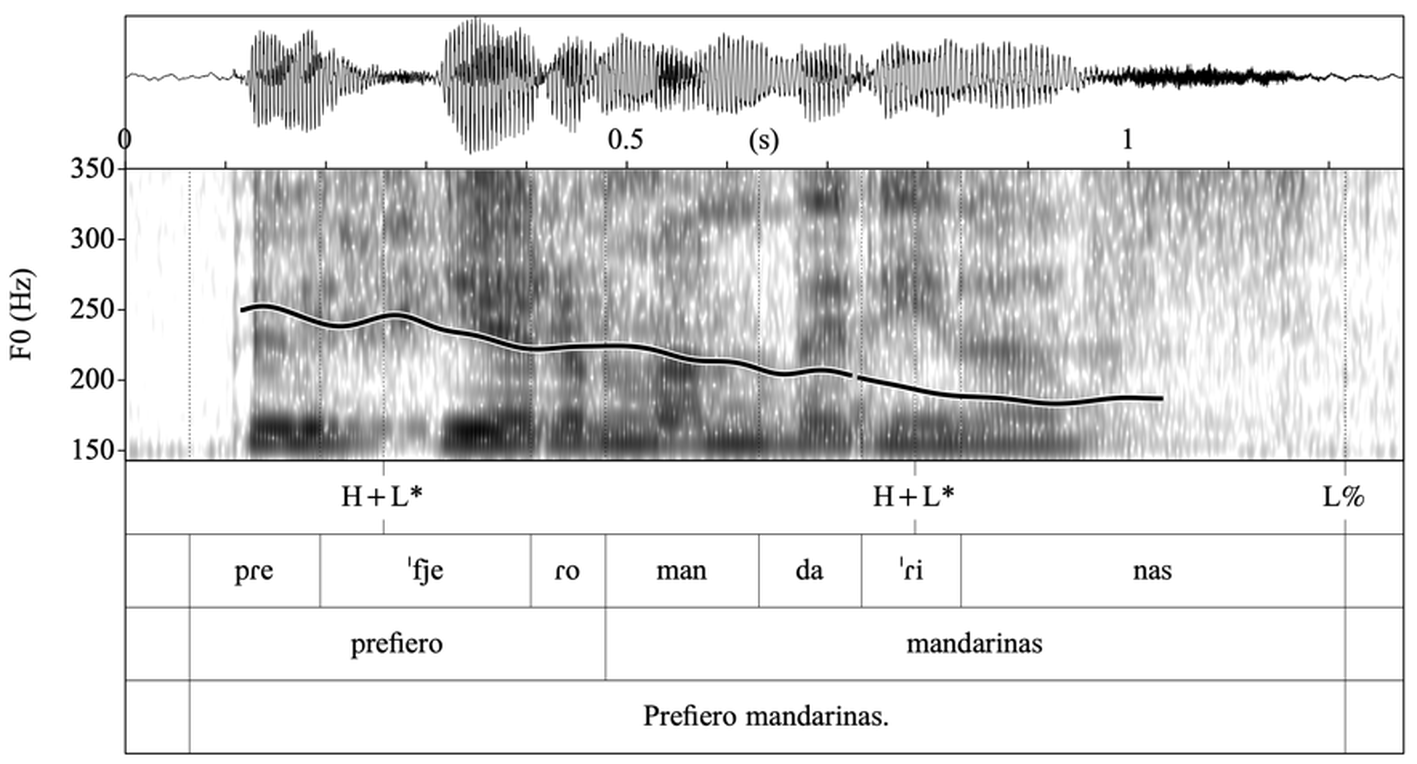 0 0.5 (s) 1
350
300
250
200
150
F0 (Hz)
H+L* H+L* L%
pɾe ˈfje ɾo man da ˈɾi nas
prefiero mandarinas
Prefiero mandarinas.